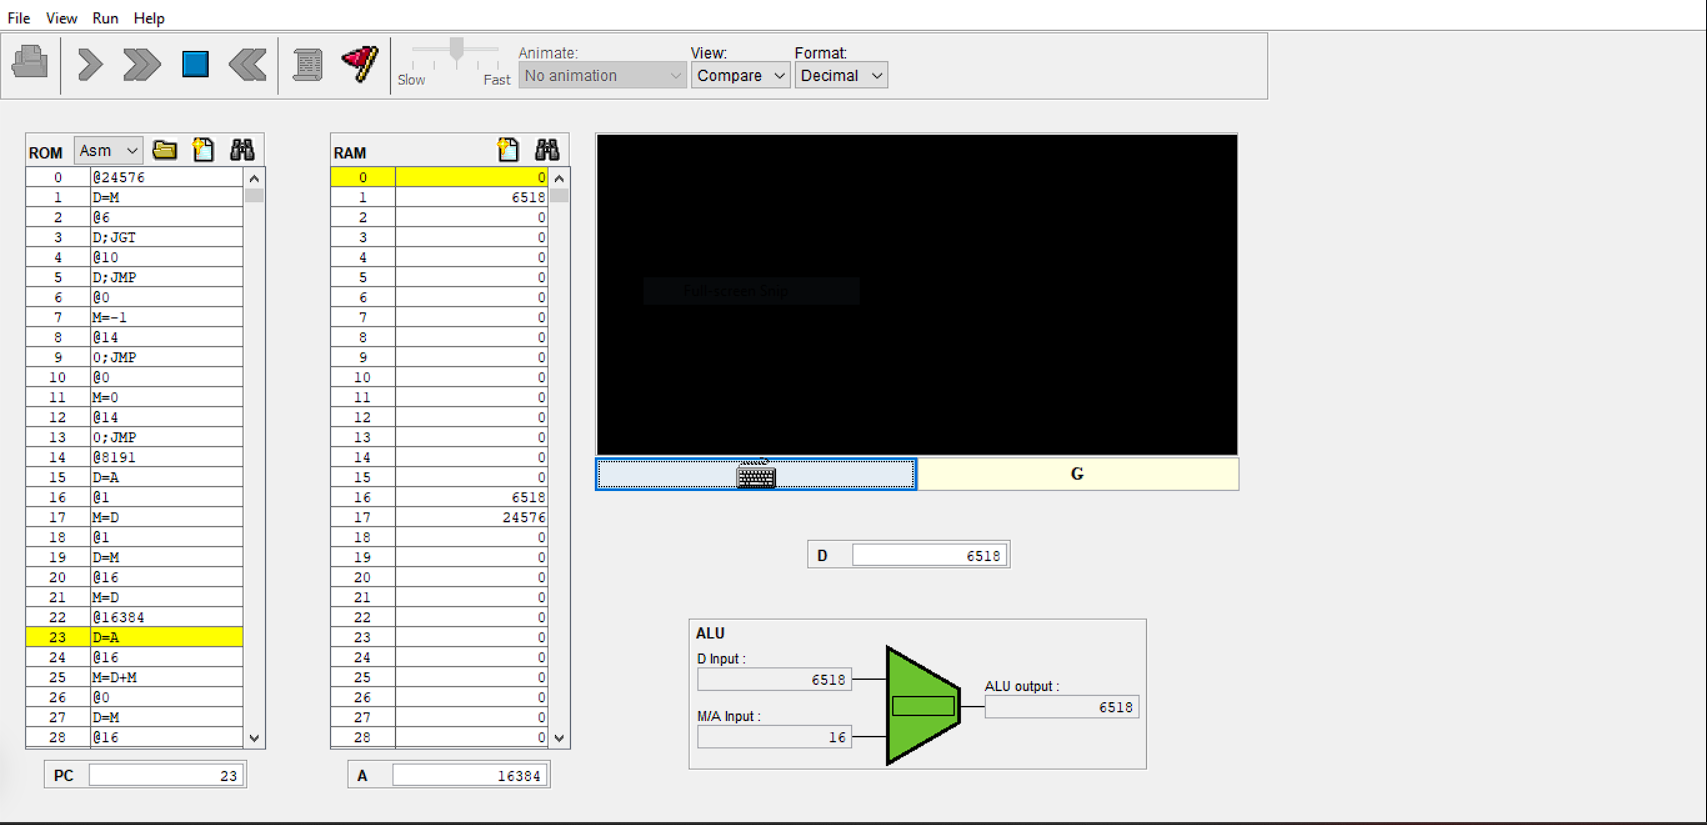 File View Run Help
Slow Fast
Animate:
No animation
View:
Compare
Format:
Decimal
ROM Asm
0 @24576
1 D=M
2 @6
3 D;JGT
4 @10
5 D;JMP
6 @0
7 M=-1
8 @14
9 0;JMP
10 @0
11 M=0
12 @14
13 0;JMP
14 @8191
15 D=A
16 @1
17 M=D
18 @1
19 D=M
20 @16
21 M=D
22 @16384
23 D=A
24 @16
25 M=D+M
26 @0
27 D=M
28 @16
PC 23
RAM
0 0
1 6518
2 0
3 0
4 0
5 0
6 0
7 0
8 0
9 0
10 0
11 0
12 0
13 0
14 0
15 0
16 6518
17 24576
18 0
19 0
20 0
21 0
22 0
23 0
24 0
25 0
26 0
27 0
28 0
A 16384
Full-screen Snip
G
D 6518
ALU
D Input :
6518
M/A Input :
16
ALU output :
6518